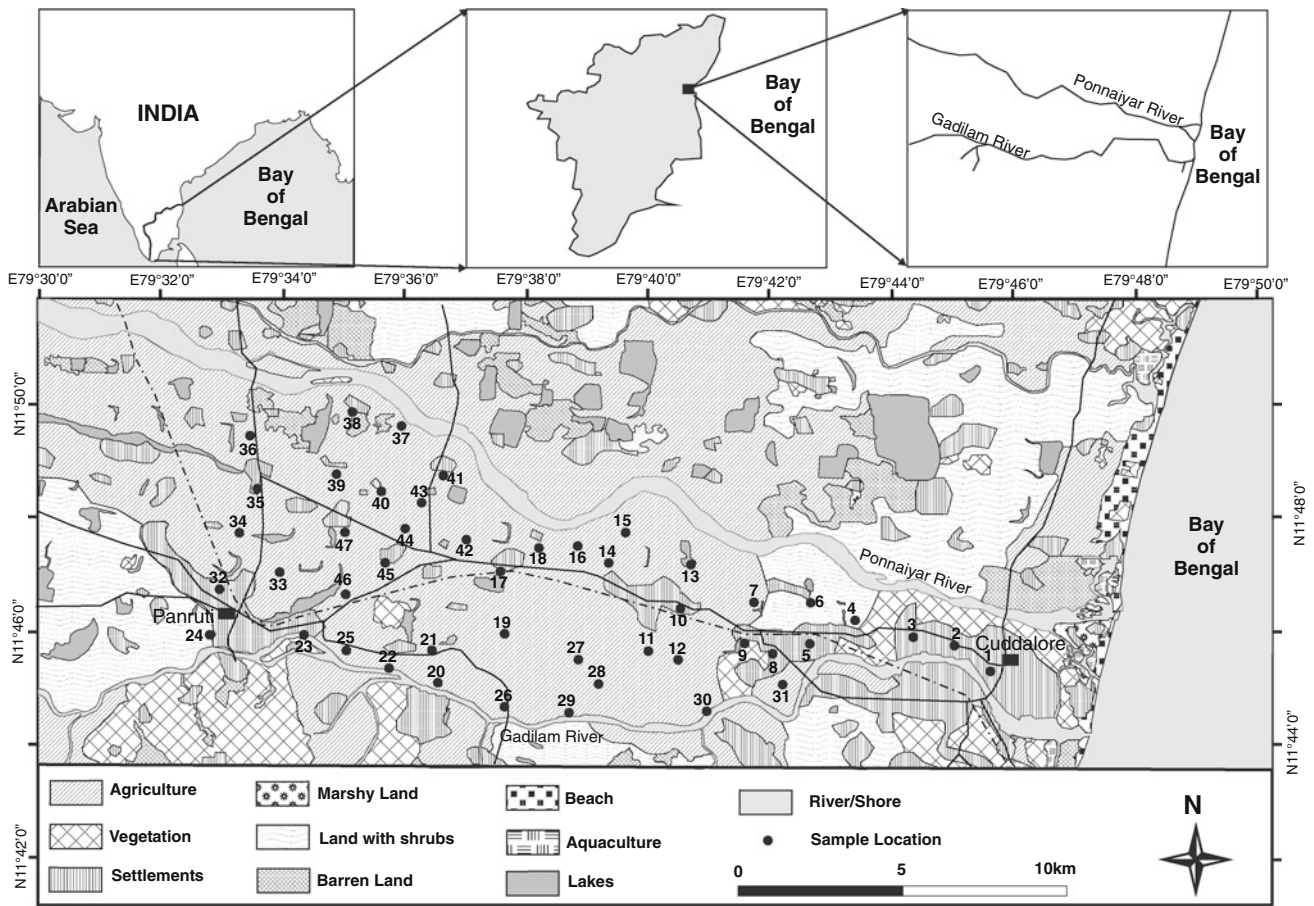 INDIA
Arabian
Sea
Bay
of
Bengal
Bay
of
Bengal
Ponnaiyar River
Gadilam River
Bay
of
Bengal
E79°30'0" E79°32'0" E79°34'0" E79°36'0" E79°38'0" E79°40'0" E79°42'0" E79°44'0" E79°46'0" E79°48'0" E79°50'0"
N11°50'0"
N11°46'0"
N11°42'0"
N11°48'0"
N11°44'0"
38
37
36
39
41
35
40
43
34
47
44
42
15
18
16
14
13
45
17
32
33
46
7
6
4
Panruti
10
24
23
25
21
19
11
12
9
8
5
3
2
1
Cuddalore
22
20
27
28
31
26
29
30
Ponnaiyar River
Gadilam River
Bay
of
Bengal
Agriculture
Vegetation
Settlements
Marshy Land
Land with shrubs
Barren Land
Beach
Aquaculture
Lakes
River/Shore
Sample Location
0 5 10km
N